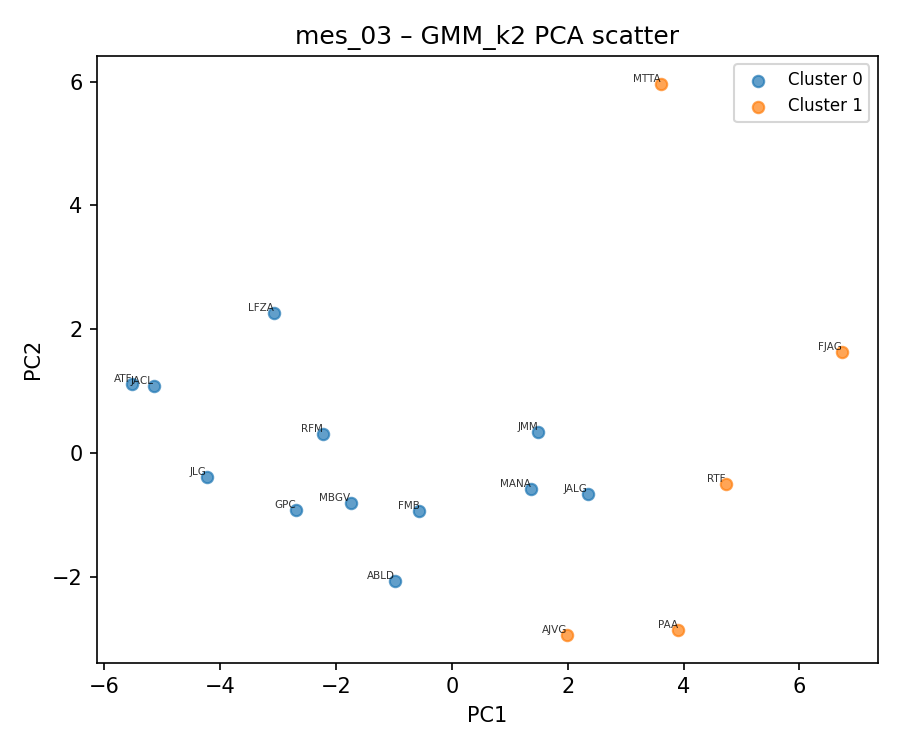 mes_03 – GMM_k2 PCA scatter
Cluster 0
Cluster 1
MTTA
LFZA
FJAG
ATF
JACL
RFM
JMM
JLG
MANA
JALG
RTF
GPC
MBGV
FMB
ABLD
AJVG
PAA
6
4
2
0
−2
PC2
−6
−4
−2
0
2
4
6
PC1